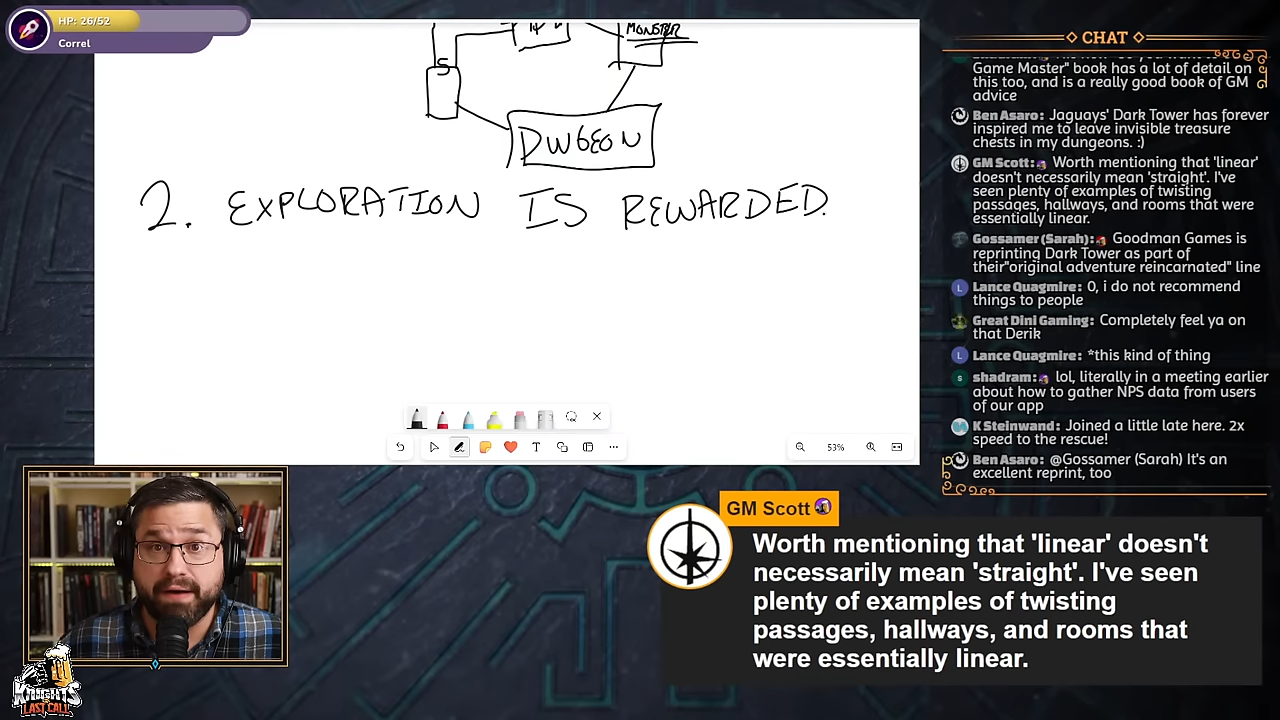 HP: 26/52
Correl
MONSTER
S
DWGEON
2. EXPLORATION IS REWARDED.
53%
CHAT
Game Master" book has a lot of detail on
this too, and is a really good book of GM
advice
Ben Asaro: Jaguays' Dark Tower has forever
inspired me to leave invisible treasure
chests in my dungeons. :)
GM Scott: Worth mentioning that 'linear'
doesn't necessarily mean 'straight'. I've
seen plenty of examples of twisting
passages, hallways, and rooms that were
essentially linear.
Gossamer (Sarah): Goodman Games is
reprinting Dark Tower as part of
their"original adventure reincarnated" line
Lance Quagmire: 0, i do not recommend
things to people
Great Dini Gaming: Completely feel ya on
that Derik
Lance Quagmire: *this kind of thing
shadram: lol, literally in a meeting earlier
about how to gather NPS data from users
of our app
K Steinwand: Joined a little late here. 2x
speed to the rescue!
Ben Asaro: @Gossamer (Sarah) It's an
excellent reprint, too
GM Scott
Worth mentioning that 'linear' doesn't
necessarily mean 'straight'. I've seen
plenty of examples of twisting
passages, hallways, and rooms that
were essentially linear.
KNIGHTS
OF LAST CALL